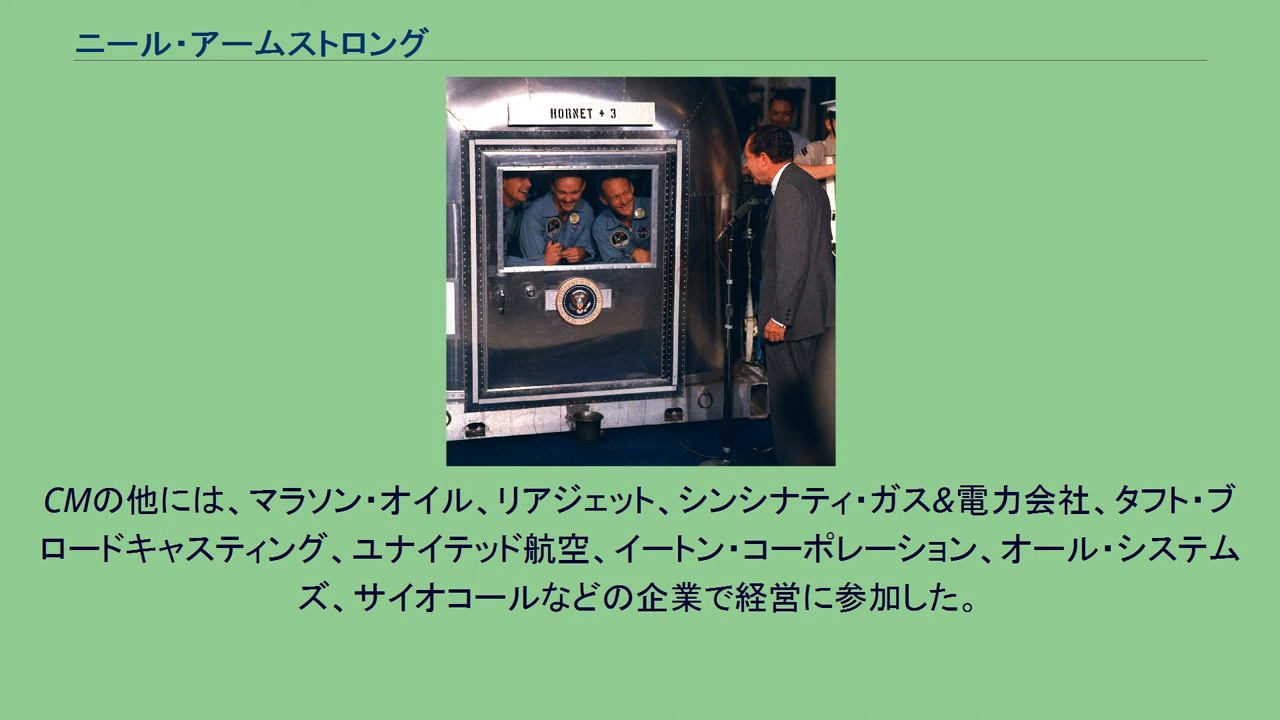 ニール・アームストロング
HORNET + 3
CMの他には、マラソン・オイル、リアジェット、シンシナティ・ガス&電力会社、タフト・ブ
ロードキャスティング、ユナイテッド航空、イートン・コーポレーション、オール・システム
ズ、サイオコールなどの企業で経営に参加した。